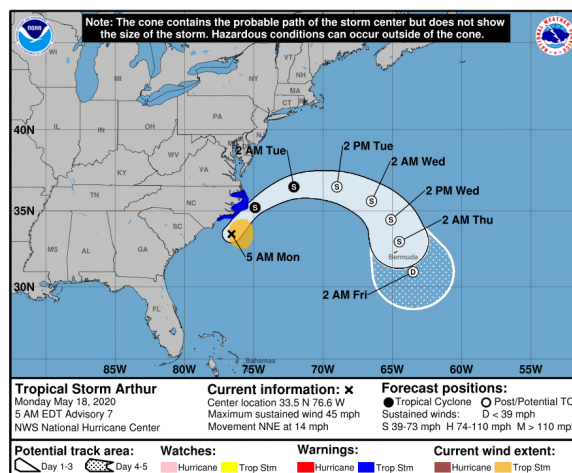 Note: The cone contains the probable path of the storm center but does not show
the size of the storm. Hazardous conditions can occur outside of the cone.
NOAA
WI
MI
NY
VT
NH
MA
CT
RI
IA
PA
NJ
40N
IL
IN
OH
MD
WV
VA
KY
2 AM Tue
2 PM Tue
2 AM Wed
TN
NC
S
S
S
2 PM Wed
35N
S
SC
2 AM Thu
S
MS
AL
GA
5 AM Mon
Bermuda
D
2 AM Fri
30N
FL
Bahamas
85W
80W
75W
70W
65W
60W
55W
Tropical Storm Arthur
Monday May 18, 2020
5 AM EDT Advisory 7
NWS National Hurricane Center
Current information: x
Center location 33.5 N 76.6 W
Maximum sustained wind 45 mph
Movement NNE at 14 mph
Forecast positions:
Tropical Cyclone Post/Potential TC
Sustained winds: D < 39 mph
S 39-73 mph H 74-110 mph M > 110 mph
Potential track area:
Day 1-3 Day 4-5
Watches:
Hurricane Trop Stm
Warnings:
Hurricane Trop Stm
Current wind extent:
Hurricane Trop Stm